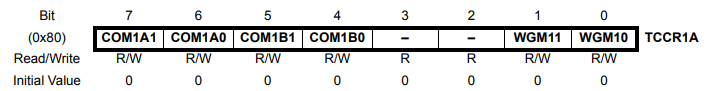 Bit 7 6 5 4 3 2 1 0
(0x80) COM1A1 COM1A0 COM1B1 COM1B0 – – WGM11 WGM10 TCCR1A
Read/Write R/W R/W R/W R/W R R R/W R/W
Initial Value 0 0 0 0 0 0 0 0